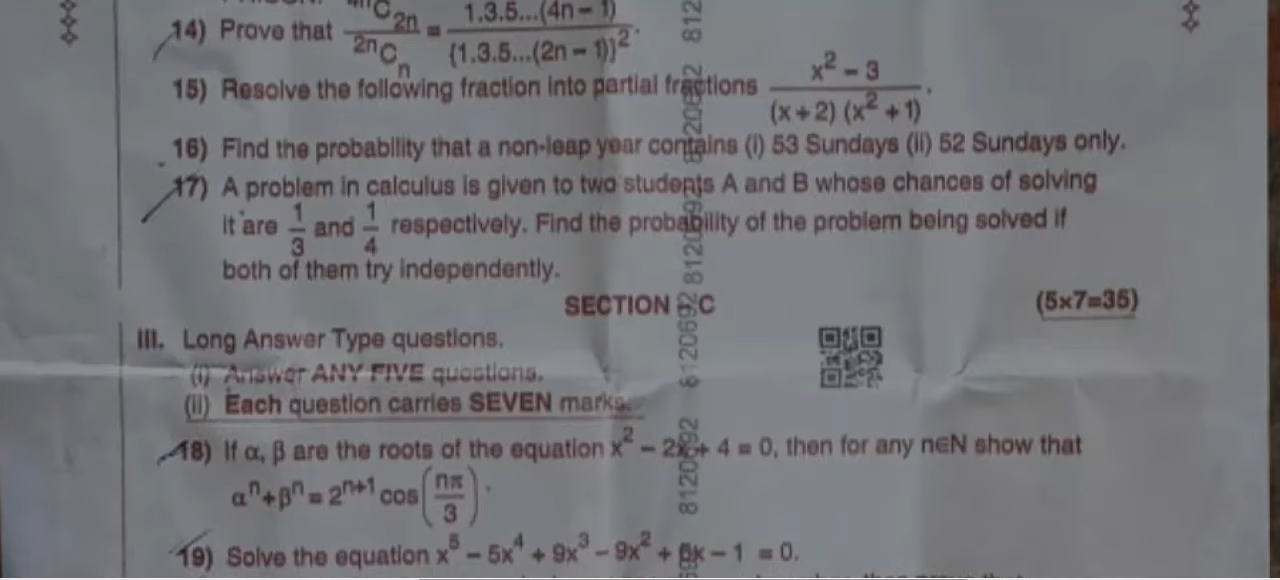 14) Prove that 4nC2n / 2nCn = 1.3.5...(4n – 1) / {1.3.5...(2n – 1)}²
15) Resolve the following fraction into partial fractions x² – 3 / (x + 2) (x² + 1) .
16) Find the probability that a non-leap year contains (i) 53 Sundays (ii) 52 Sundays only.
17) A problem in calculus is given to two students A and B whose chances of solving
it are 1/3 and 1/4 respectively. Find the probability of the problem being solved if
both of them try independently.
SECTION – C (5x7=35)
III. Long Answer Type questions.
(i) Answer ANY FIVE questions.
(ii) Each question carries SEVEN marks.
18) If α, β are the roots of the equation x² – 2x + 4 = 0, then for any n∈N show that
αⁿ+βⁿ = 2ⁿ⁺¹ cos (nπ/3) .
19) Solve the equation x⁵ – 5x⁴ + 9x³ – 9x² + 5x – 1 = 0.